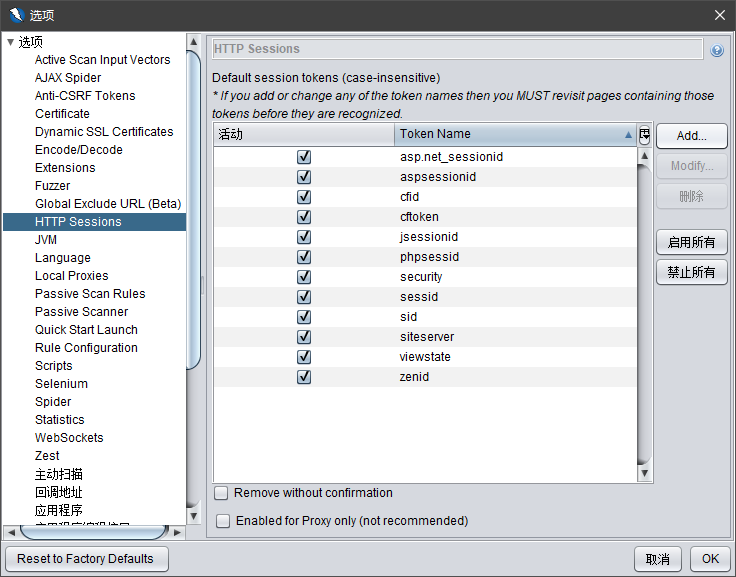 选项
选项
Active Scan Input Vectors
AJAX Spider
Anti-CSRF Tokens
Certificate
Dynamic SSL Certificates
Encode/Decode
Extensions
Fuzzer
Global Exclude URL (Beta)
HTTP Sessions
JVM
Language
Local Proxies
Passive Scan Rules
Passive Scanner
Quick Start Launch
Rule Configuration
Scripts
Selenium
Spider
Statistics
WebSockets
Zest
主动扫描
回调地址
应用程序
HTTP Sessions
Default session tokens (case-insensitive)
* If you add or change any of the token names then you MUST revisit pages containing those
tokens before they are recognized.
活动 Token Name
asp.net_sessionid
aspsessionid
cfid
cftoken
jsessionid
phpsessid
security
sessid
sid
siteserver
viewstate
zenid
Add...
Modify...
删除
启用所有
禁止所有
Remove without confirmation
Enabled for Proxy only (not recommended)
Reset to Factory Defaults
取消
OK